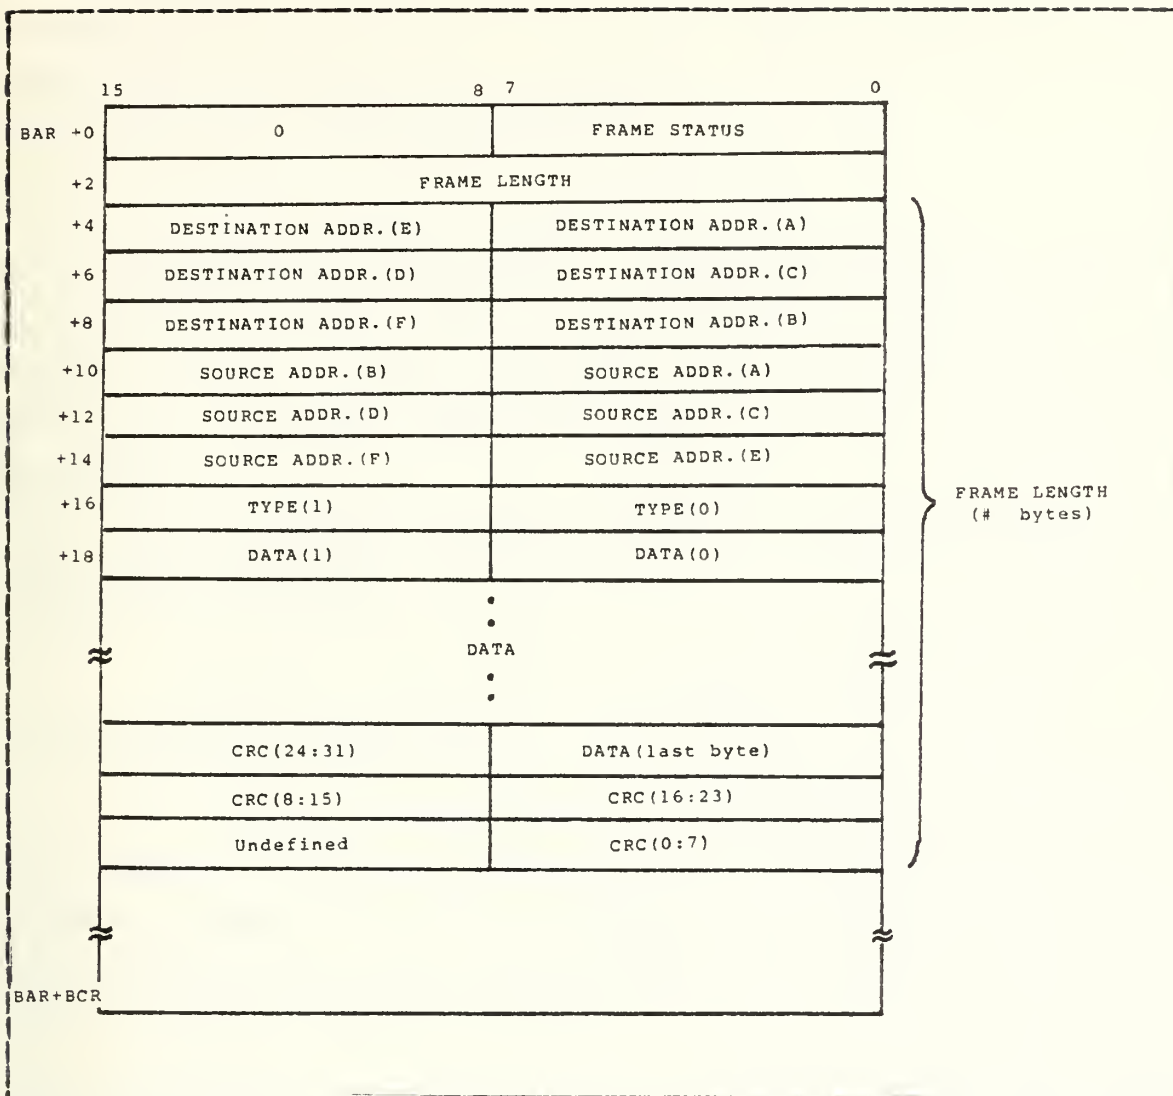 15 8 7 0
BAR +0 0 FRAME STATUS
+2 FRAME LENGTH
+4 DESTINATION ADDR.(E) DESTINATION ADDR.(A)
+6 DESTINATION ADDR.(D) DESTINATION ADDR.(C)
+8 DESTINATION ADDR.(F) DESTINATION ADDR.(B)
+10 SOURCE ADDR.(B) SOURCE ADDR.(A)
+12 SOURCE ADDR.(D) SOURCE ADDR.(C)
+14 SOURCE ADDR.(F) SOURCE ADDR.(E)
+16 TYPE(1) TYPE(0)
FRAME LENGTH
(# bytes)
+18 DATA(1) DATA(0)
DATA
CRC(24:31) DATA(last byte)
CRC(8:15) CRC(16:23)
Undefined CRC(0:7)
BAR+BCR